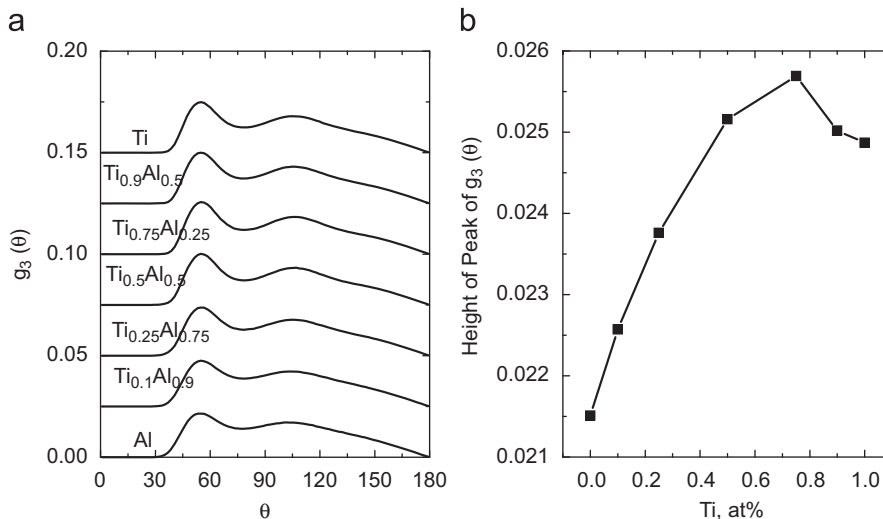 a
b
0.20
0.15
0.10
0.05
0.00
g3 (θ)
Ti
Ti0.9Al0.5
Ti0.75Al0.25
Ti0.5Al0.5
Ti0.25Al0.75
Ti0.1Al0.9
Al
0 30 60 90 120 150 180
θ
0.026
0.025
0.024
0.023
0.022
0.021
Height of Peak of g3 (θ)
0.0 0.2 0.4 0.6 0.8 1.0
Ti, at%